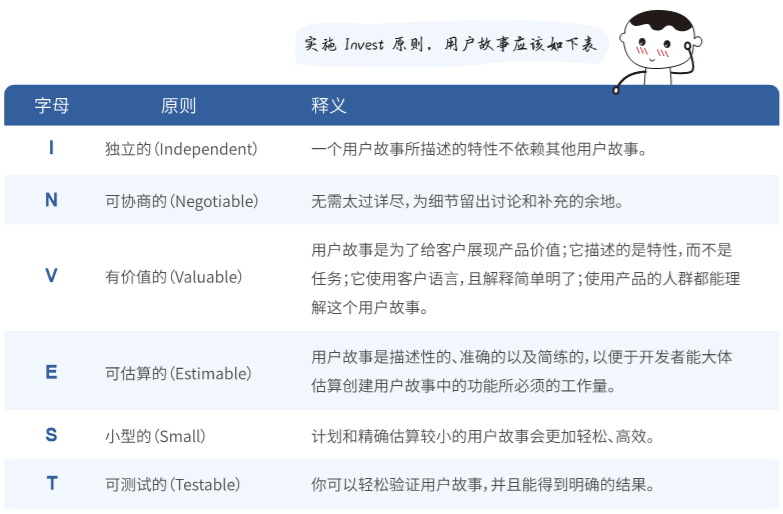 实施 Invest 原则，用户故事应该如下表
字母 原则 释义
I 独立的（Independent） 一个用户故事所描述的特性不依赖其他用户故事。
N 可协商的（Negotiable） 无需太过详尽，为细节留出讨论和补充的余地。
V 有价值的（Valuable） 用户故事是为了给客户展现产品价值；它描述的是特性，而不是
任务；它使用客户语言，且解释简单明了；使用产品的人群都能理
解这个用户故事。
E 可估算的（Estimable） 用户故事是描述性的、准确的以及简练的，以便于开发者能大体
估算创建用户故事中的功能所必须的工作量。
S 小型的（Small） 计划和精确估算较小的用户故事会更加轻松、高效。
T 可测试的（Testable） 你可以轻松验证用户故事，并且能得到明确的结果。